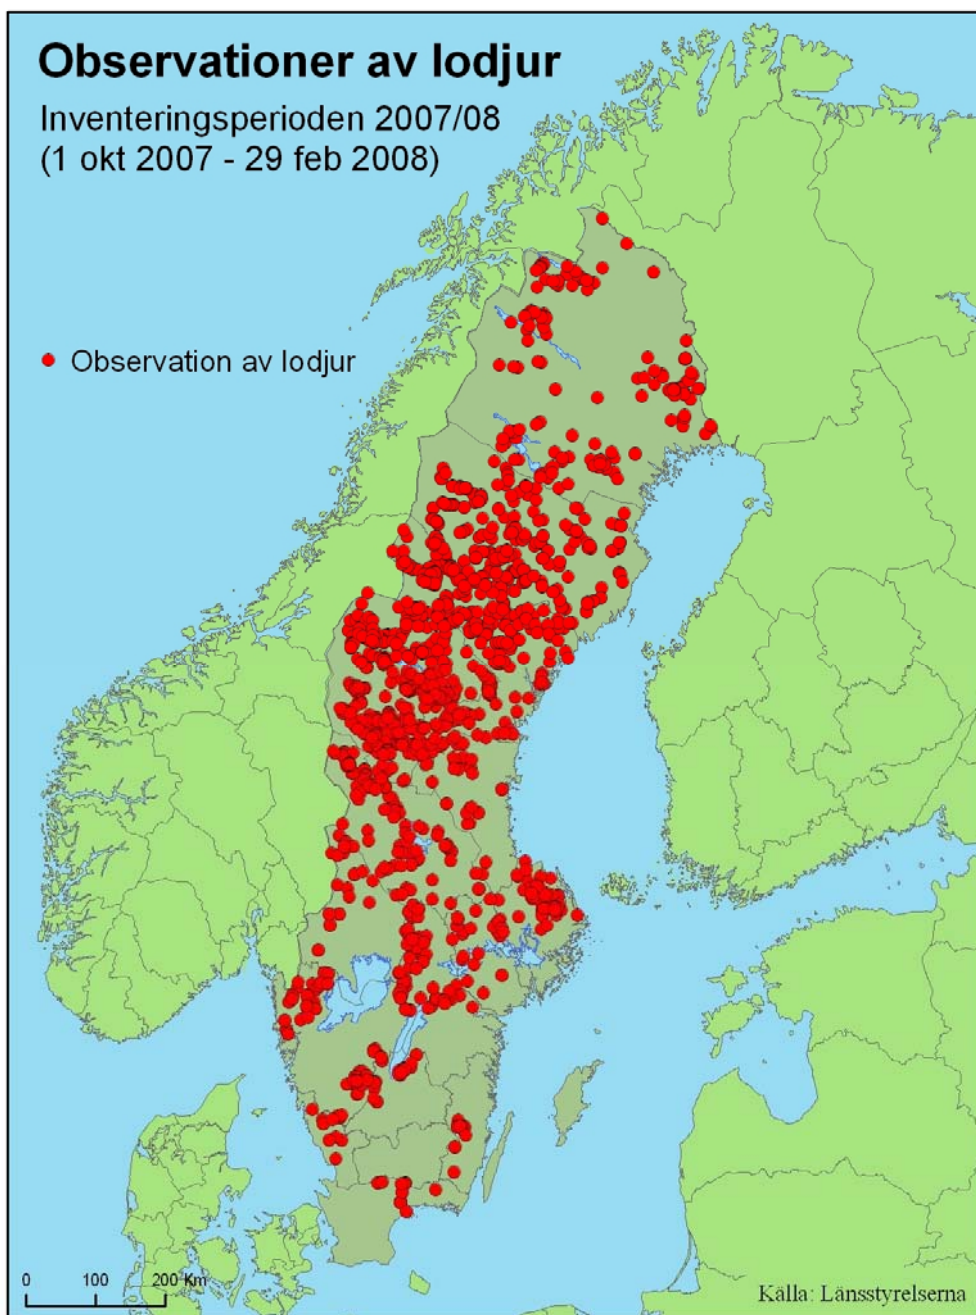 Observationer av lodjur
Inventeringsperioden 2007/08
(1 okt 2007 - 29 feb 2008)
Observation av lodjur
0 100 200 Km
Källa: Länsstyrelserna